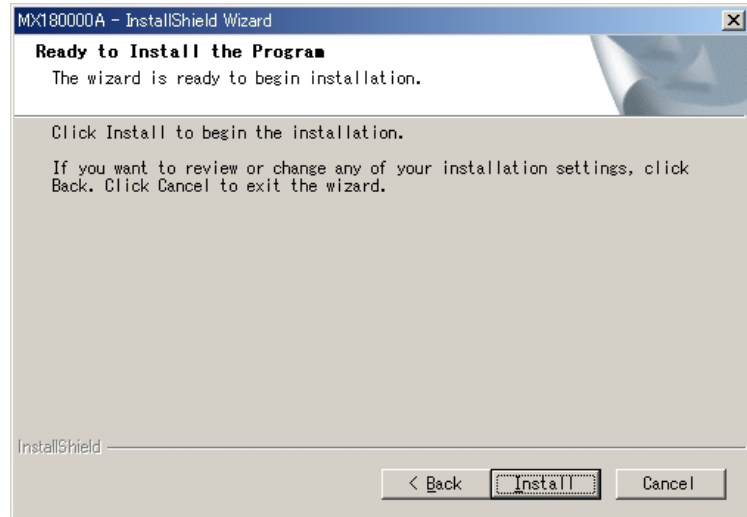 MX180000A - InstallShield Wizard
Ready to Install the Program
The wizard is ready to begin installation.
Click Install to begin the installation.
If you want to review or change any of your installation settings, click
Back. Click Cancel to exit the wizard.
InstallShield
< Back Install Cancel